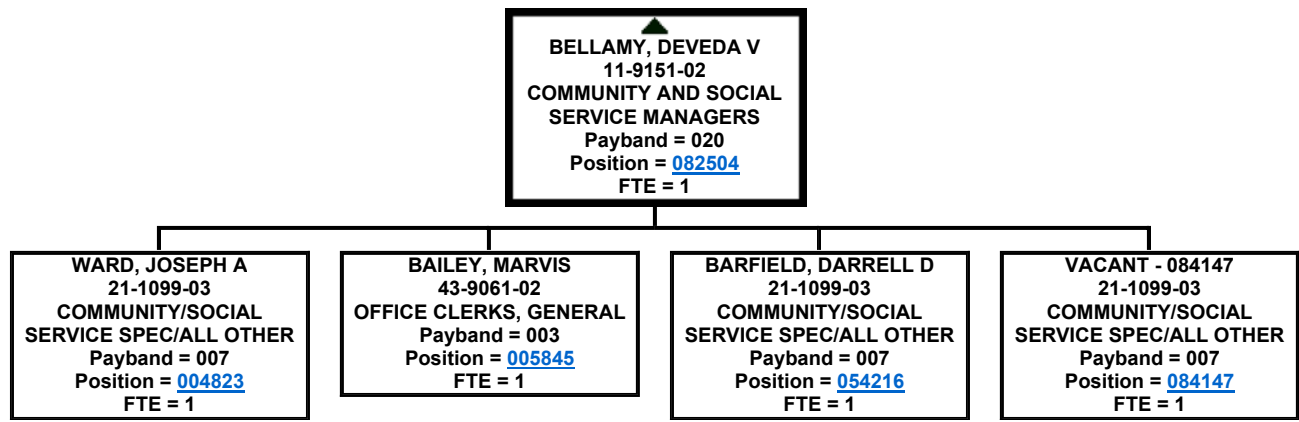 BELLAMY, DEVEDA V
11-9151-02
COMMUNITY AND SOCIAL
SERVICE MANAGERS
Payband = 020
Position = 082504
FTE = 1
WARD, JOSEPH A
21-1099-03
COMMUNITY/SOCIAL
SERVICE SPEC/ALL OTHER
Payband = 007
Position = 004823
FTE = 1
BAILEY, MARVIS
43-9061-02
OFFICE CLERKS, GENERAL
Payband = 003
Position = 005845
FTE = 1
BARFIELD, DARRELL D
21-1099-03
COMMUNITY/SOCIAL
SERVICE SPEC/ALL OTHER
Payband = 007
Position = 054216
FTE = 1
VACANT - 084147
21-1099-03
COMMUNITY/SOCIAL
SERVICE SPEC/ALL OTHER
Payband = 007
Position = 084147
FTE = 1